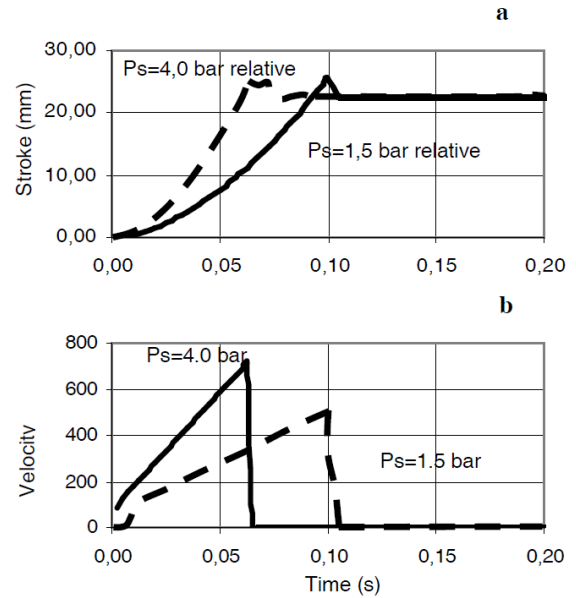 a
30,00
Ps=4,0 bar relative
20,00
Stroke (mm)
Ps=1,5 bar relative
10,00
0,00
0,00 0,05 0,10 0,15 0,20
b
800
Ps=4.0 bar
600
Velocity
400
Ps=1.5 bar
200
0
0,00 0,05 0,10 0,15 0,20
Time (s)